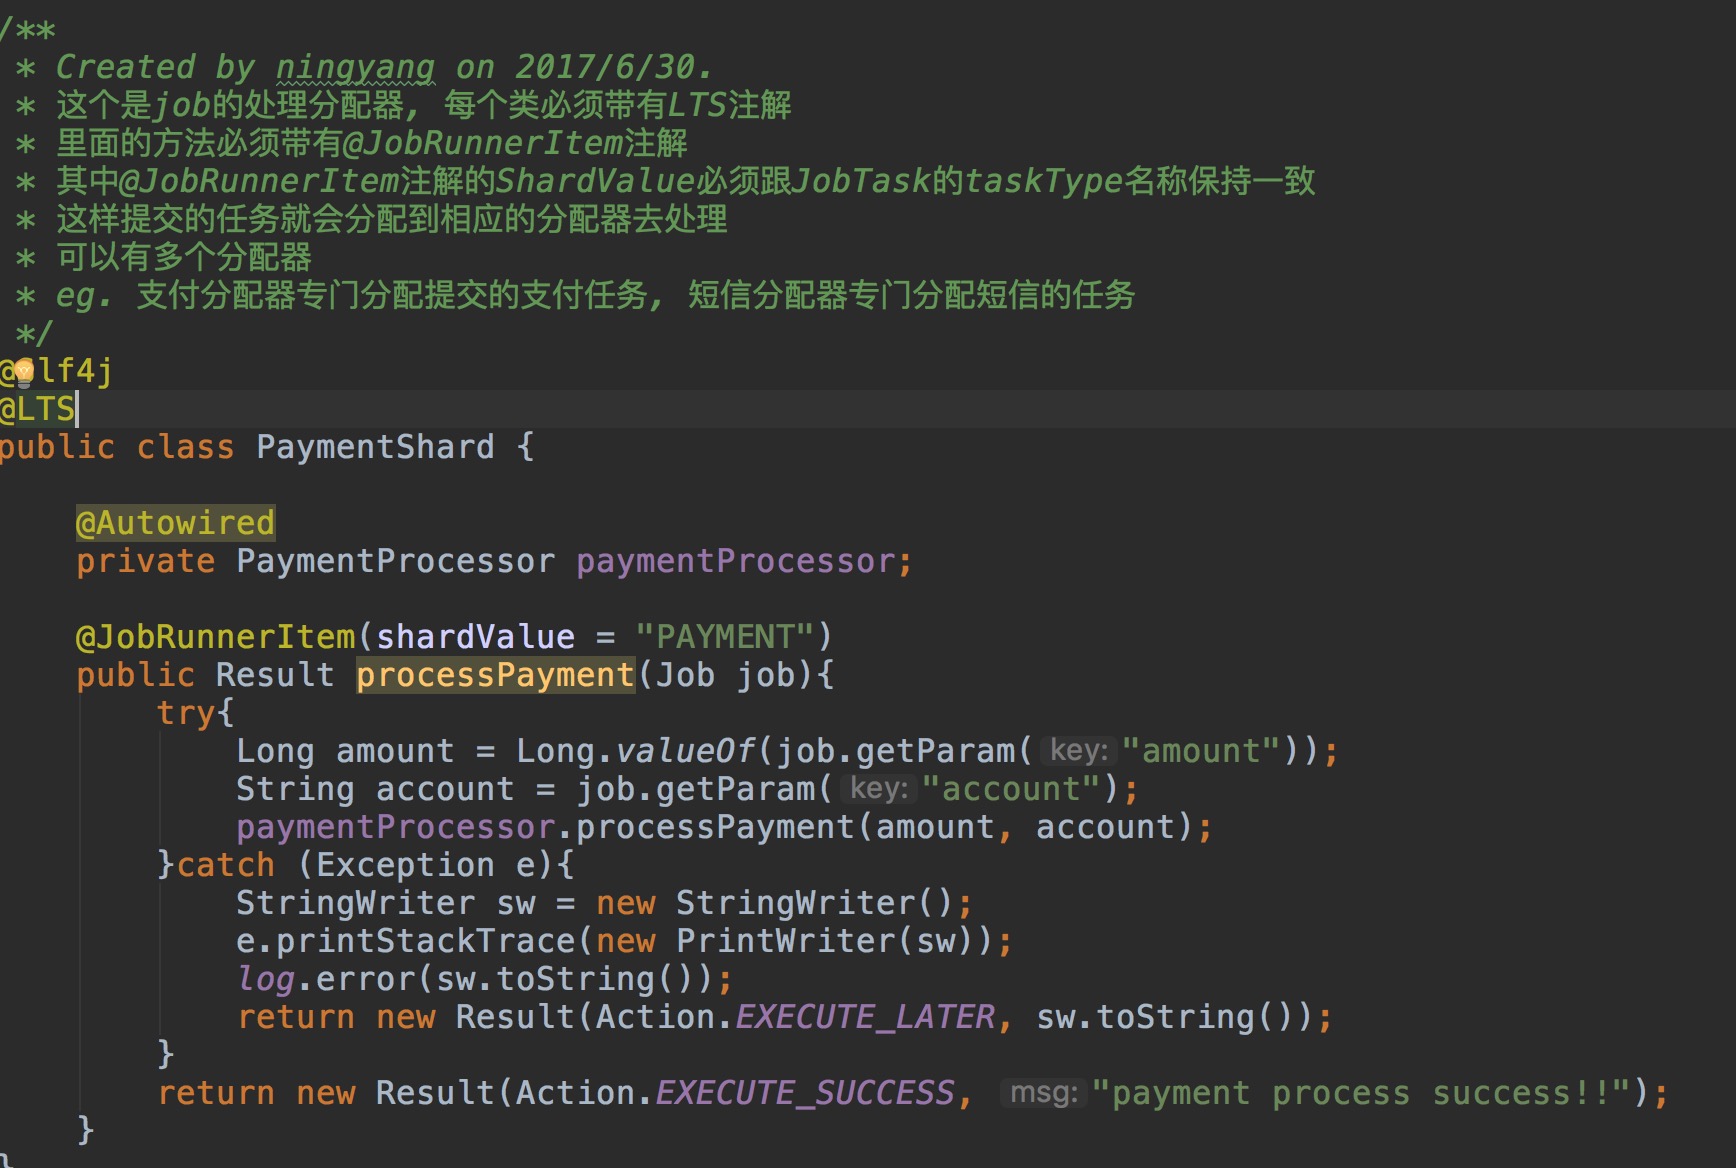 /**
 * Created by ningyang on 2017/6/30.
 * 这个是job的处理分配器, 每个类必须带有LTS注解
 * 里面的方法必须带有@JobRunnerItem注解
 * 其中@JobRunnerItem注解的ShardValue必须跟JobTask的taskType名称保持一致
 * 这样提交的任务就会分配到相应的分配器去处理
 * 可以有多个分配器
 * eg. 支付分配器专门分配提交的支付任务, 短信分配器专门分配短信的任务
 */
@lf4j
@LTS
public class PaymentShard {
    @Autowired
    private PaymentProcessor paymentProcessor;
    @JobRunnerItem(shardValue = "PAYMENT")
    public Result processPayment(Job job){
        try{
            Long amount = Long.valueOf(job.getParam( key: "amount"));
            String account = job.getParam( key: "account");
            paymentProcessor.processPayment(amount, account);
        }catch (Exception e){
            StringWriter sw = new StringWriter();
            e.printStackTrace(new PrintWriter(sw));
            log.error(sw.toString());
            return new Result(Action.EXECUTE_LATER, sw.toString());
        }
        return new Result(Action.EXECUTE_SUCCESS, msg: "payment process success!!");
    }
}